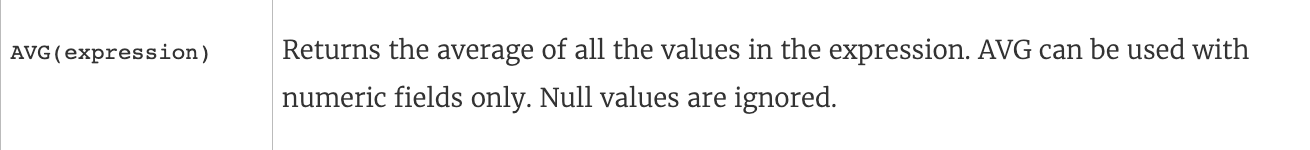 AVG(expression)
Returns the average of all the values in the expression. AVG can be used with
numeric fields only. Null values are ignored.